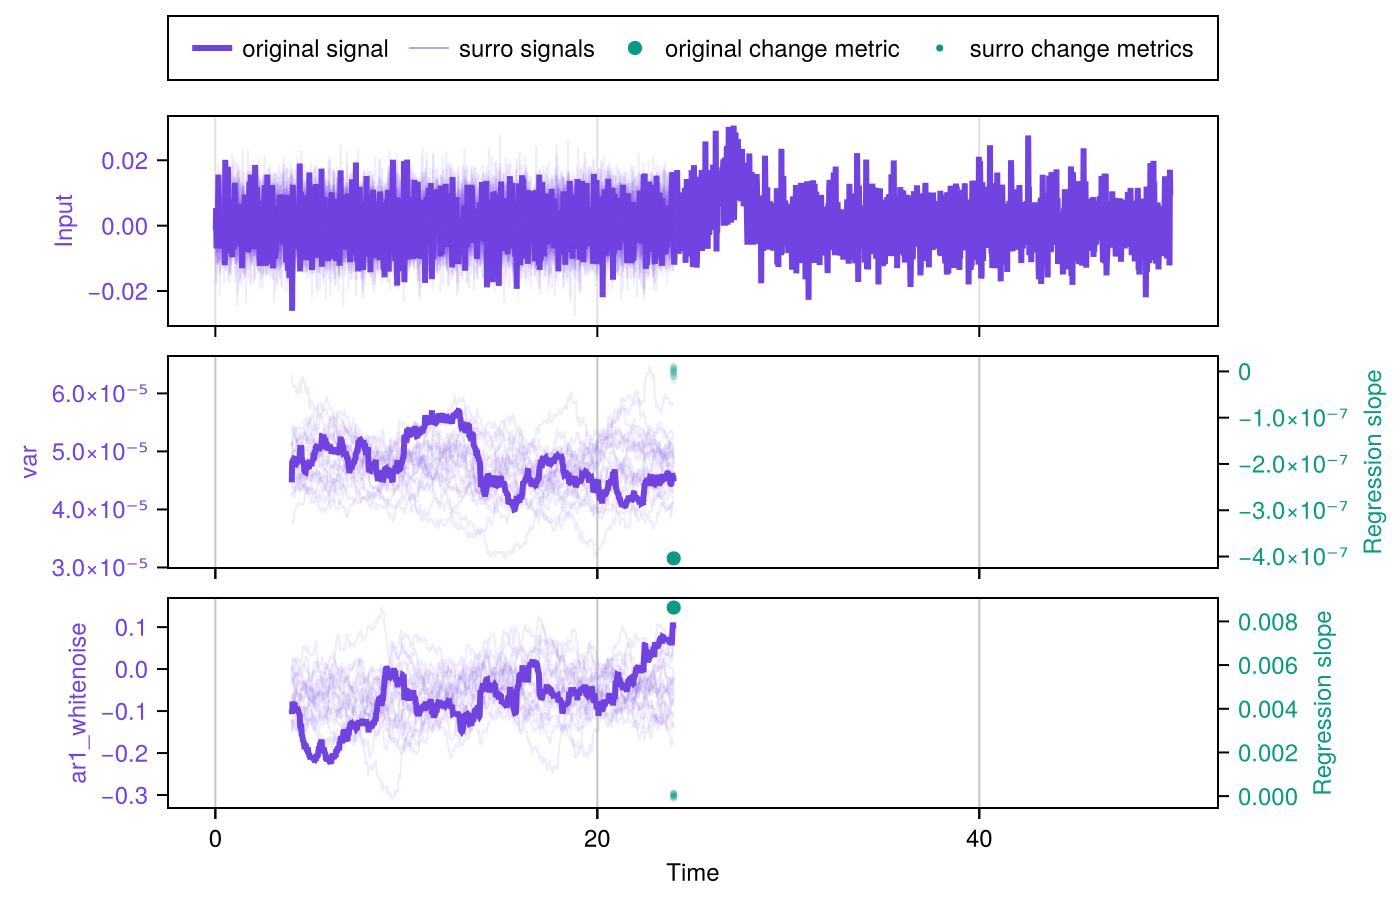 original signal surro signals original change metric surro change metrics
Input
0.02
0.00
−0.02
var
6.0×10⁻⁵
5.0×10⁻⁵
4.0×10⁻⁵
3.0×10⁻⁵
0
−1.0×10⁻⁷
−2.0×10⁻⁷
−3.0×10⁻⁷
−4.0×10⁻⁷
Regression slope
ar1_whitenoise
0.1
0.0
−0.1
−0.2
−0.3
0.008
0.006
0.004
0.002
0.000
Regression slope
0 20 40
Time